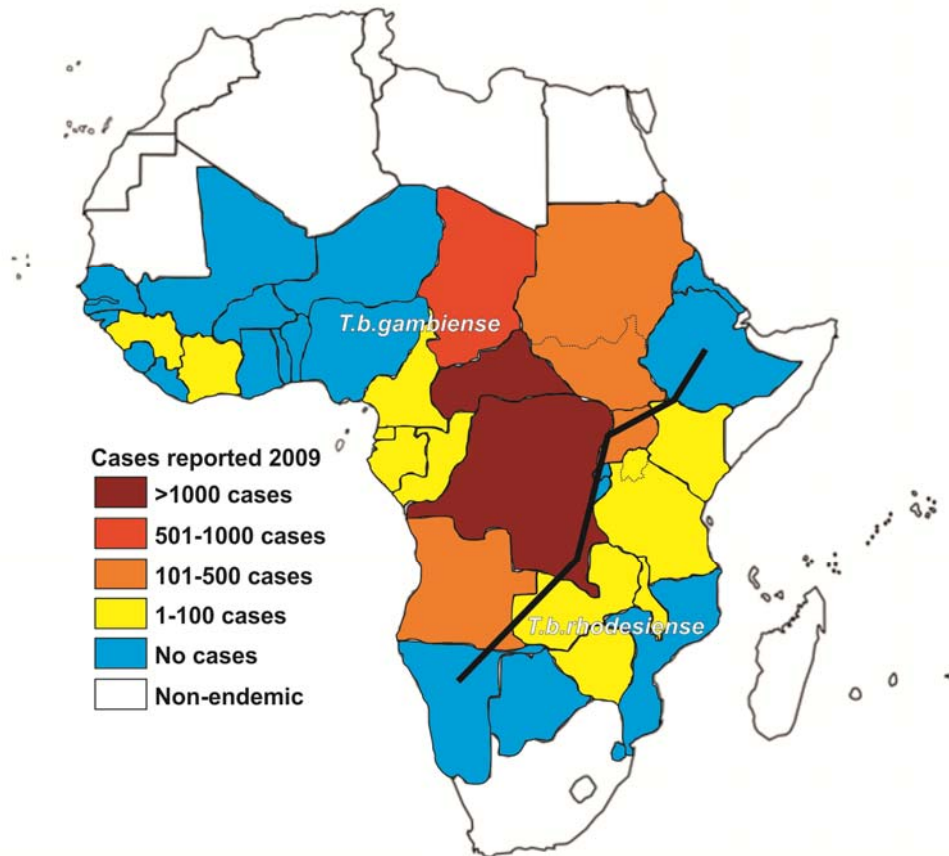 T.b.gambiense
Cases reported 2009
>1000 cases
501-1000 cases
101-500 cases
1-100 cases
No cases
Non-endemic
T.b.rhodesiense